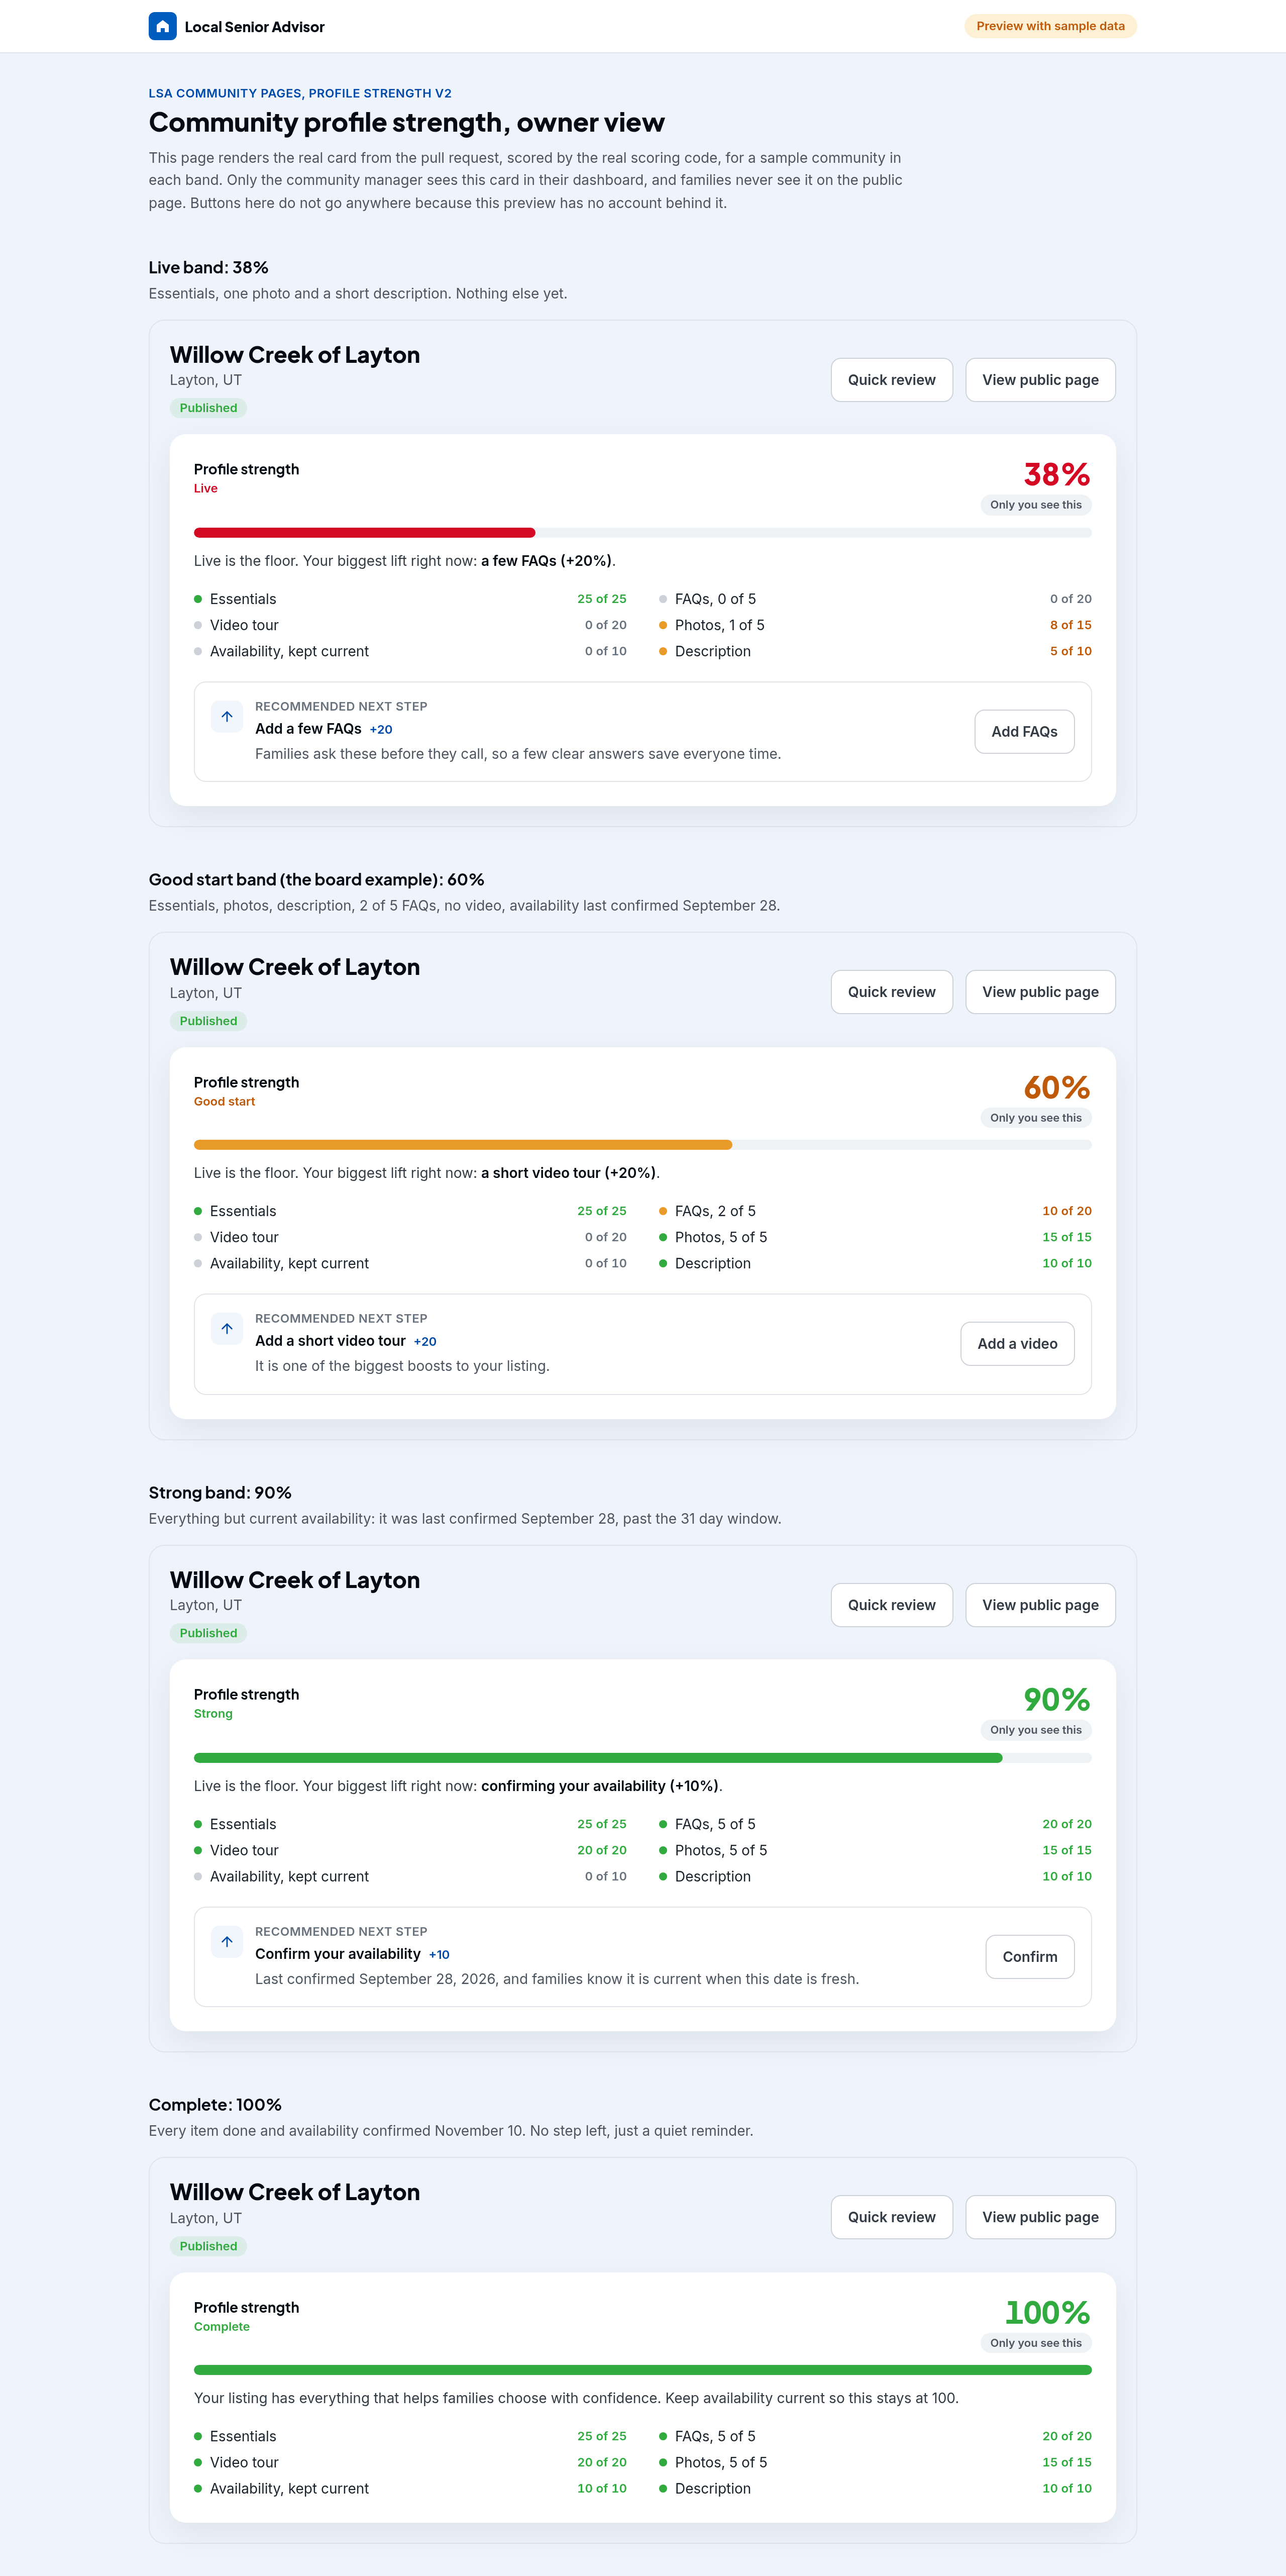 Local Senior Advisor
Preview with sample data
LSA COMMUNITY PAGES, PROFILE STRENGTH V2
Community profile strength, owner view
This page renders the real card from the pull request, scored by the real scoring code, for a sample community in
each band. Only the community manager sees this card in their dashboard, and families never see it on the public
page. Buttons here do not go anywhere because this preview has no account behind it.
Live band: 38%
Essentials, one photo and a short description. Nothing else yet.
Willow Creek of Layton
Layton, UT
Published
Quick review
View public page
Profile strength
Live
38%
Only you see this
Live is the floor. Your biggest lift right now: a few FAQs (+20%).
Essentials 25 of 25
FAQs, 0 of 5 0 of 20
Video tour 0 of 20
Photos, 1 of 5 8 of 15
Availability, kept current 0 of 10
Description 5 of 10
RECOMMENDED NEXT STEP
Add a few FAQs +20
Families ask these before they call, so a few clear answers save everyone time.
Add FAQs
Good start band (the board example): 60%
Essentials, photos, description, 2 of 5 FAQs, no video, availability last confirmed September 28.
Willow Creek of Layton
Layton, UT
Published
Quick review
View public page
Profile strength
Good start
60%
Only you see this
Live is the floor. Your biggest lift right now: a short video tour (+20%).
Essentials 25 of 25
FAQs, 2 of 5 10 of 20
Video tour 0 of 20
Photos, 5 of 5 15 of 15
Availability, kept current 0 of 10
Description 10 of 10
RECOMMENDED NEXT STEP
Add a short video tour +20
It is one of the biggest boosts to your listing.
Add a video
Strong band: 90%
Everything but current availability: it was last confirmed September 28, past the 31 day window.
Willow Creek of Layton
Layton, UT
Published
Quick review
View public page
Profile strength
Strong
90%
Only you see this
Live is the floor. Your biggest lift right now: confirming your availability (+10%).
Essentials 25 of 25
FAQs, 5 of 5 20 of 20
Video tour 20 of 20
Photos, 5 of 5 15 of 15
Availability, kept current 0 of 10
Description 10 of 10
RECOMMENDED NEXT STEP
Confirm your availability +10
Last confirmed September 28, 2026, and families know it is current when this date is fresh.
Confirm
Complete: 100%
Every item done and availability confirmed November 10. No step left, just a quiet reminder.
Willow Creek of Layton
Layton, UT
Published
Quick review
View public page
Profile strength
Complete
100%
Only you see this
Your listing has everything that helps families choose with confidence. Keep availability current so this stays at 100.
Essentials 25 of 25
FAQs, 5 of 5 20 of 20
Video tour 20 of 20
Photos, 5 of 5 15 of 15
Availability, kept current 10 of 10
Description 10 of 10